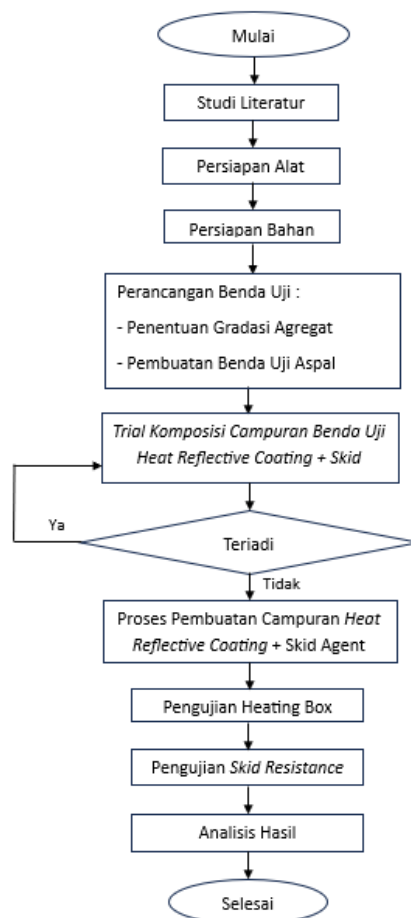 Mulai
Studi Literatur
Persiapan Alat
Persiapan Bahan
Perancangan Benda Uji :
- Penentuan Gradasi Agregat
- Pembuatan Benda Uji Aspal
Trial Komposisi Campuran Benda Uji
Heat Reflective Coating + Skid
Ya
Teriadi
Tidak
Proses Pembuatan Campuran Heat
Reflective Coating + Skid Agent
Pengujian Heating Box
Pengujian Skid Resistance
Analisis Hasil
Selesai